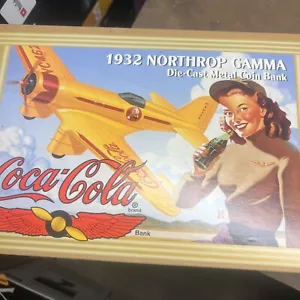 1932 NORTHROP GAMMA
Die-Cast Metal Coin Bank
Coca-Cola
®
brand
Bank